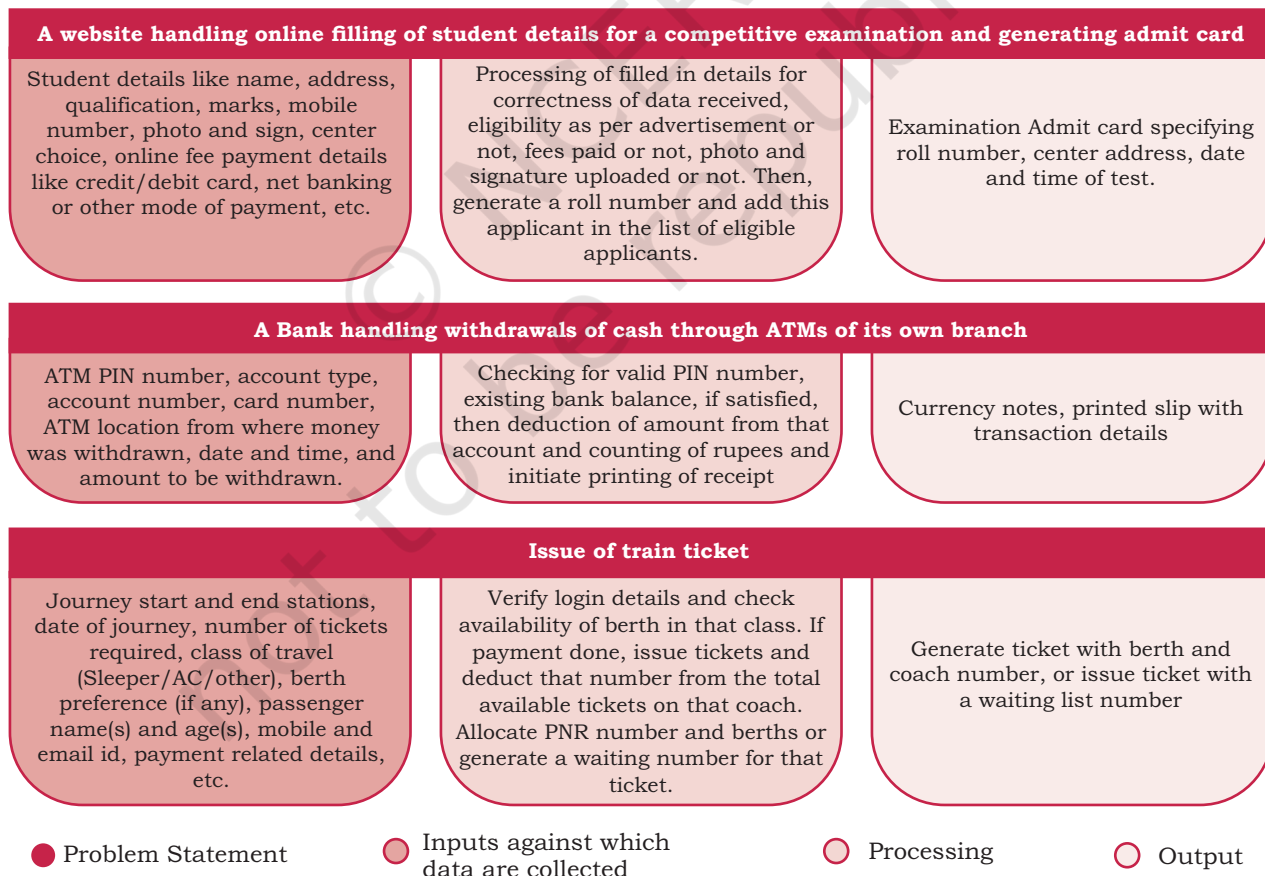 A website handling online filling of student details for a competitive examination and generating admit card
Student details like name, address,
qualification, marks, mobile
number, photo and sign, center
choice, online fee payment details
like credit/debit card, net banking
or other mode of payment, etc.
Processing of filled in details for
correctness of data received,
eligibility as per advertisement or
not, fees paid or not, photo and
signature uploaded or not. Then,
generate a roll number and add this
applicant in the list of eligible
applicants.
Examination Admit card specifying
roll number, center address, date
and time of test.
A Bank handling withdrawals of cash through ATMs of its own branch
ATM PIN number, account type,
account number, card number,
ATM location from where money
was withdrawn, date and time, and
amount to be withdrawn.
Checking for valid PIN number,
existing bank balance, if satisfied,
then deduction of amount from that
account and counting of rupees and
initiate printing of receipt
Currency notes, printed slip with
transaction details
Issue of train ticket
Journey start and end stations,
date of journey, number of tickets
required, class of travel
(Sleeper/AC/other), berth
preference (if any), passenger
name(s) and age(s), mobile and
email id, payment related details,
etc.
Verify login details and check
availability of berth in that class. If
payment done, issue tickets and
deduct that number from the total
available tickets on that coach.
Allocate PNR number and berths or
generate a waiting number for that
ticket.
Generate ticket with berth and
coach number, or issue ticket with
a waiting list number
Problem Statement
Inputs against which
data are collected
Processing
Output
© NCE
not to be repub